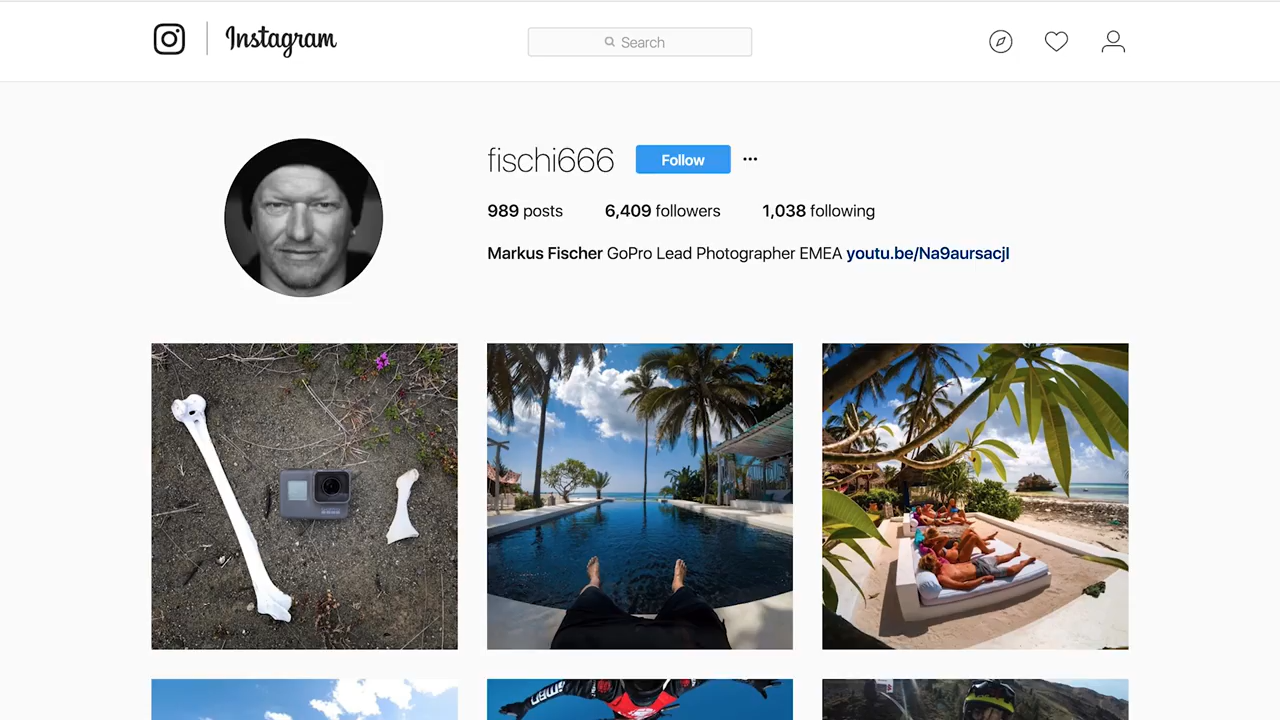 Instagram
Search
fischi666 Follow ...
989 posts 6,409 followers 1,038 following
Markus Fischer GoPro Lead Photographer EMEA youtu.be/Na9aursacjI